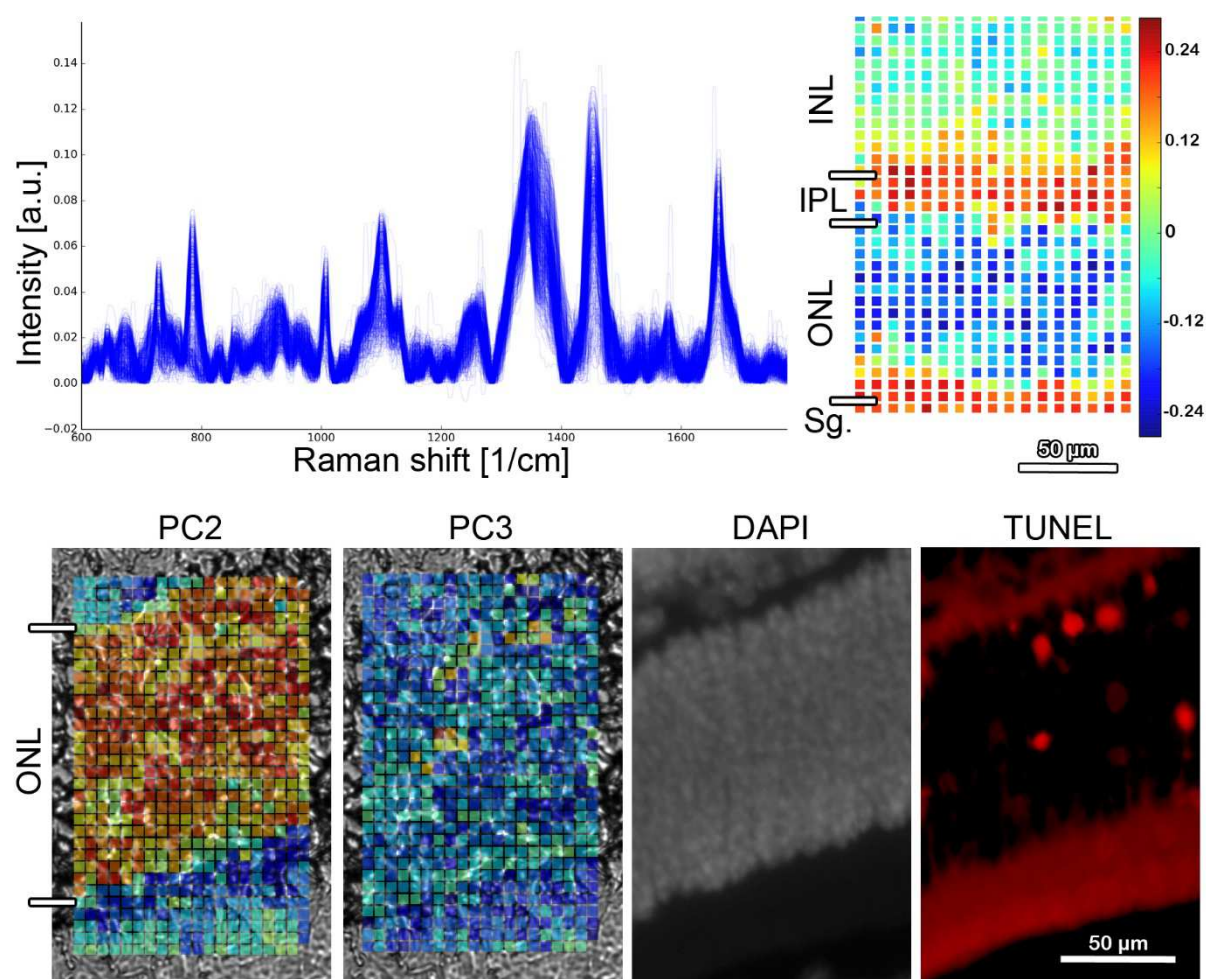 0.14
0.12
0.10
0.08
0.06
0.04
0.02
0.00
−0.02
Intensity [a.u.]
600
800
1000
1200
1400
1600
Raman shift [1/cm]
INL
IPL
ONL
Sg.
0.24
0.12
0
-0.12
-0.24
50 µm
PC2
PC3
DAPI
TUNEL
ONL
50 µm